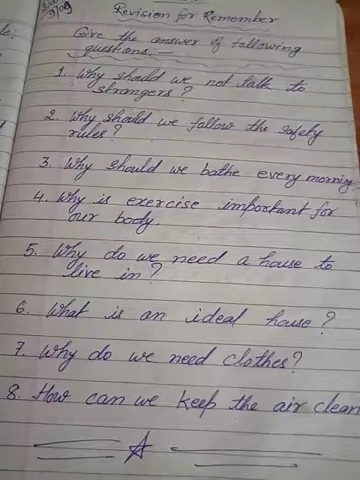 9/09
Revision for Remember
Give the answer of following
questions:—
1. Why should we not talk to
strangers?
2. Why should we follow the safety
rules?
3. Why should we bathe every morning
4. Why is exercise important for
our body.
5. Why do we need a house to
live in?
6. What is an ideal house?
7. Why do we need clothes?
8. How can we keep the air clean